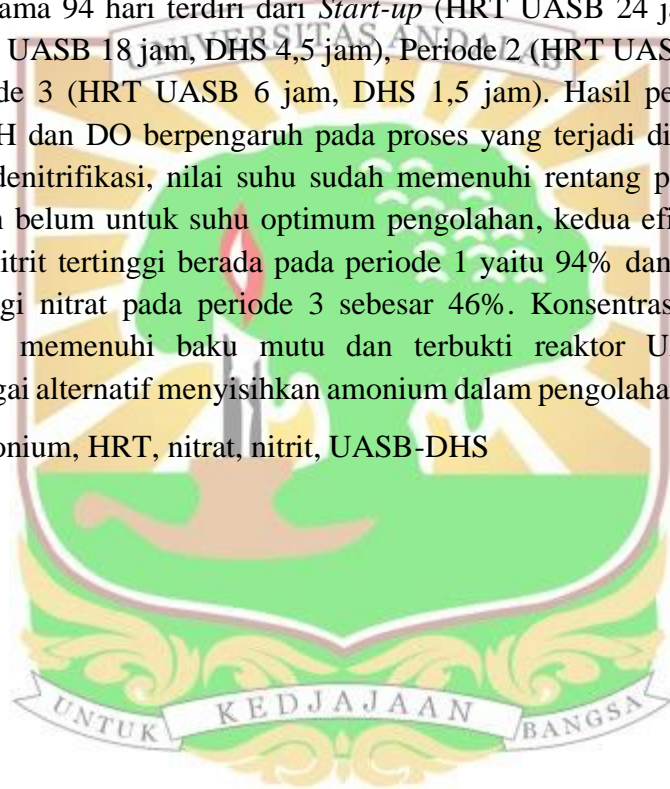 ama 94 hari terdiri dari Start-up (HRT UASB 24 j
UASB 18 jam, DHS 4,5 jam), Periode 2 (HRT UAS
UNIVERSITAS ANDALAS
de 3 (HRT UASB 6 jam, DHS 1,5 jam). Hasil pe
H dan DO berpengaruh pada proses yang terjadi di
denitrifikasi, nilai suhu sudah memenuhi rentang p
n belum untuk suhu optimum pengolahan, kedua efi
itrit tertinggi berada pada periode 1 yaitu 94% dan
gi nitrat pada periode 3 sebesar 46%. Konsentras
memenuhi baku mutu dan terbukti reaktor U
gai alternatif menyisihkan amonium dalam pengolaha
onium, HRT, nitrat, nitrit, UASB-DHS
UNTUK KEDJAJAAN BANGSA